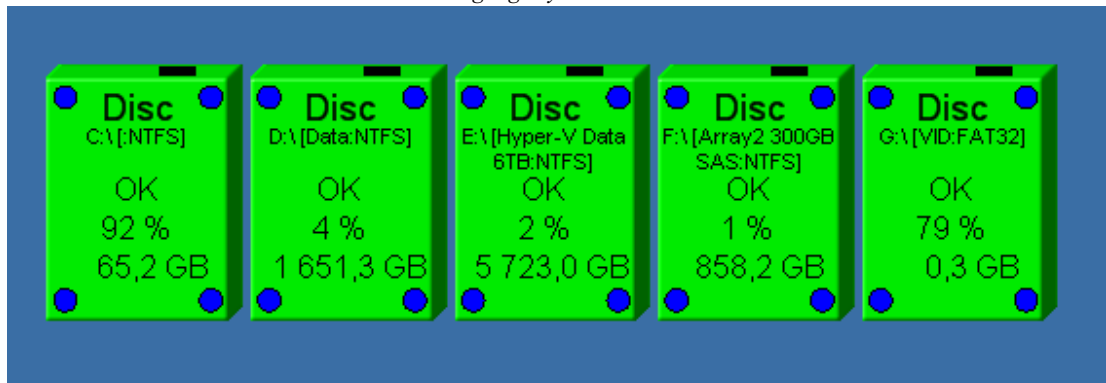 Disc
C:\ [:NTFS]
OK
92 %
65,2 GB
Disc
D:\ [Data:NTFS]
OK
4 %
1 651,3 GB
Disc
E:\ [Hyper-V Data
6TB:NTFS]
OK
2 %
5 723,0 GB
Disc
F:\ [Array2 300GB
SAS:NTFS]
OK
1 %
858,2 GB
Disc
G:\ [VID:FAT32]
OK
79 %
0,3 GB